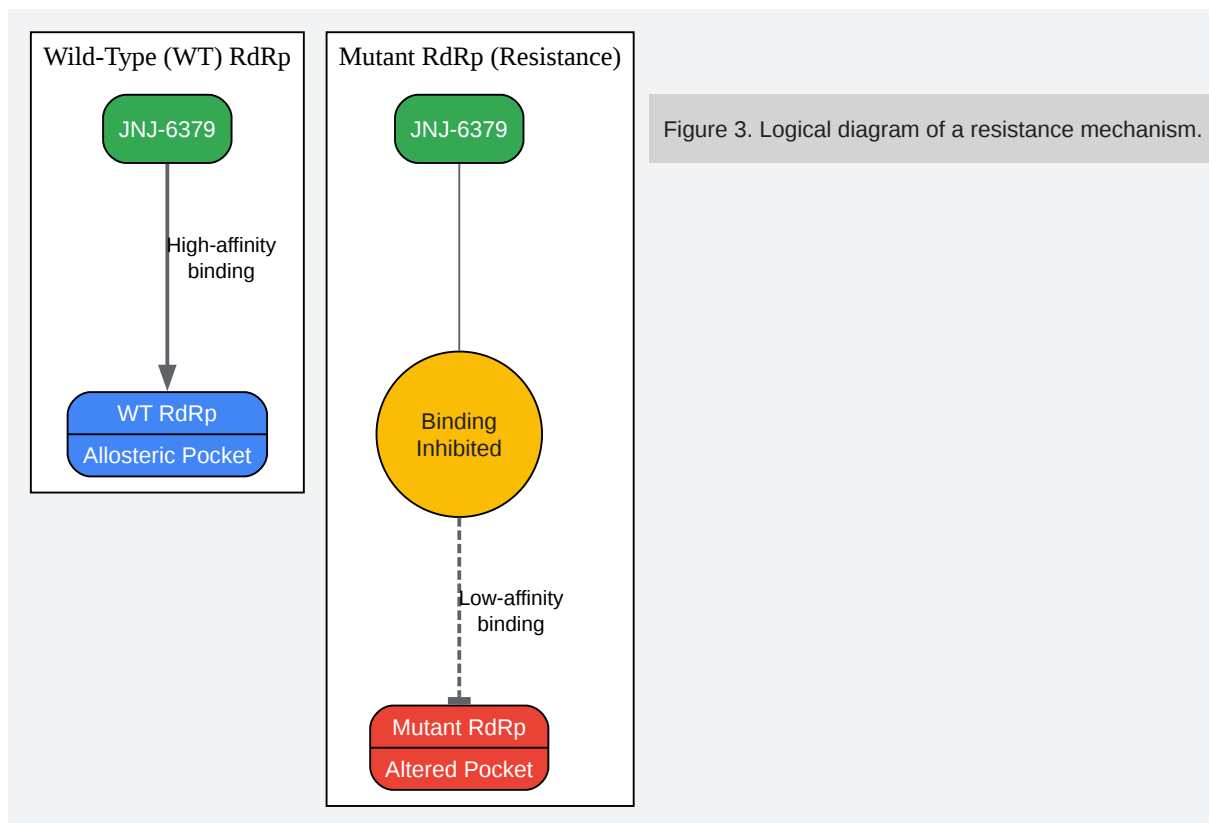 Wild-Type (WT) RdRp
JNJ-6379
High-affinity
binding
WT RdRp
Allosteric Pocket
Mutant RdRp (Resistance)
JNJ-6379
Binding
Inhibited
Low-affinity
binding
Mutant RdRp
Altered Pocket
Figure 3. Logical diagram of a resistance mechanism.